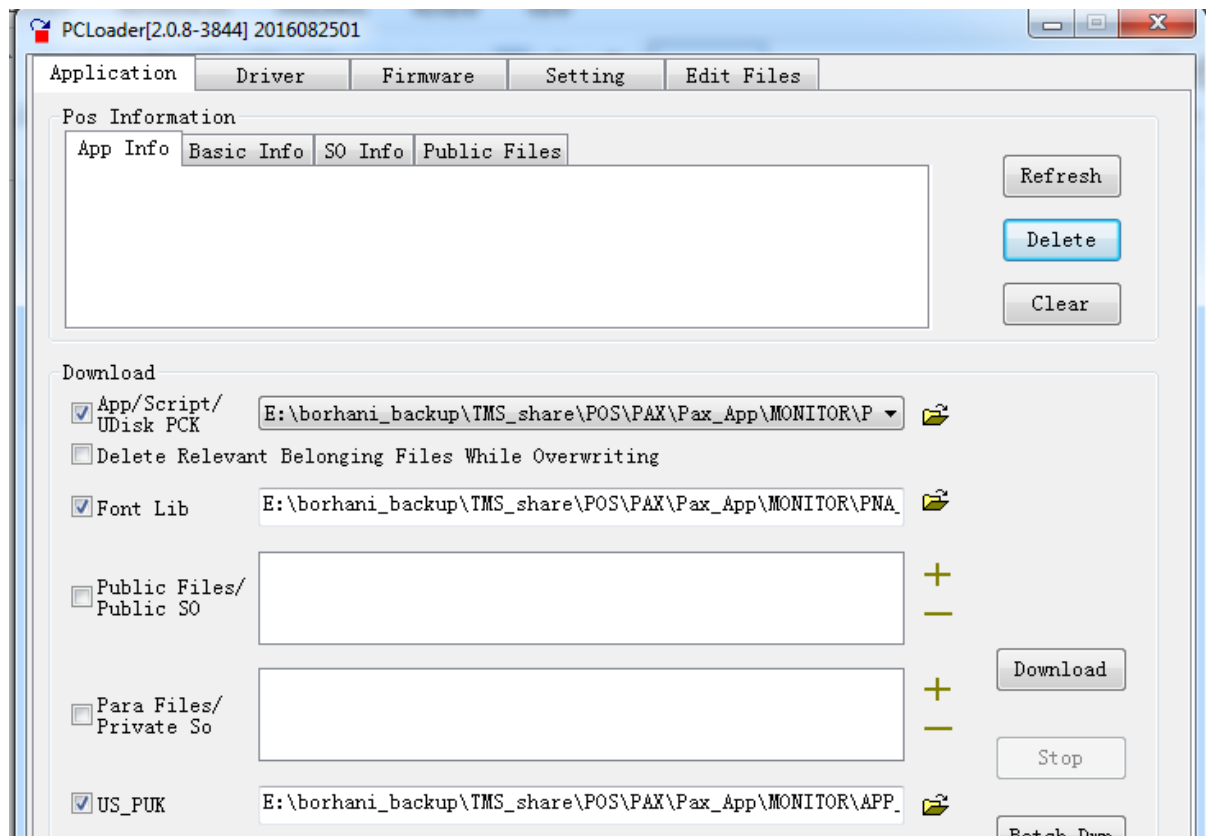 PCLoader[2.0.8-3844] 2016082501
Application Driver Firmware Setting Edit Files
Pos Information
App Info Basic Info SO Info Public Files
Refresh
Delete
Clear
Download
App/Script/
UDisk PCK
E:\borhani_backup\TMS_share\POS\PAX\Pax_App\MONITOR\P
Delete Relevant Belonging Files While Overwriting
Font Lib
E:\borhani_backup\TMS_share\POS\PAX\Pax_App\MONITOR\PNA_
Public Files/
Public SO
Para Files/
Private So
Download
Stop
US_PUK
E:\borhani_backup\TMS_share\POS\PAX\Pax_App\MONITOR\APP_